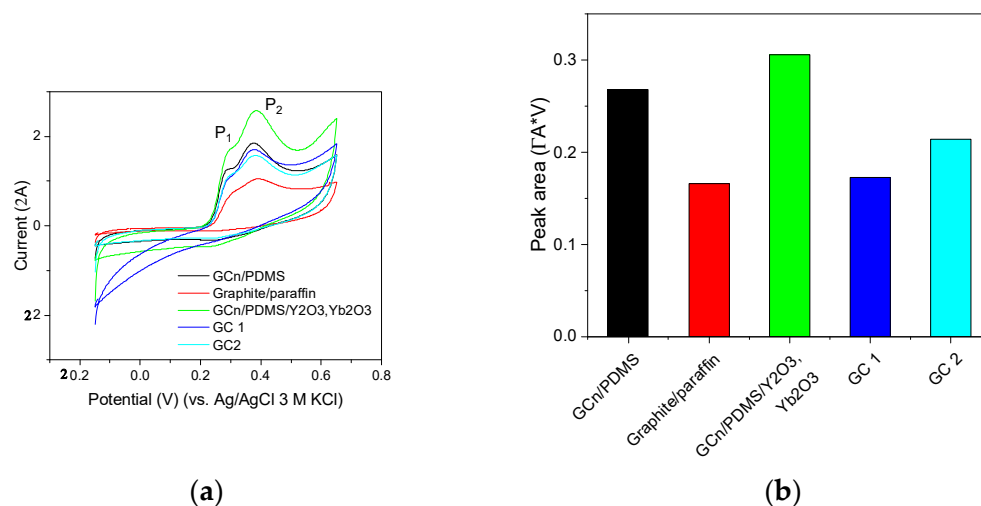 P1
P2
2
0
22
Current (2A)
GCn/PDMS
Graphite/paraffin
GCn/PDMS/Y2O3,Yb2O3
GC 1
GC2
20.2
0.0
0.2
0.4
0.6
0.8
Potential (V) (vs. Ag/AgCl 3 M KCl)
(a)
Peak area (ΓA*V)
0.3
0.2
0.1
0.0
GCn/PDMS
Graphite/paraffin
GCn/PDMS/Y2O3,
Yb2O3
GC 1
GC 2
(b)